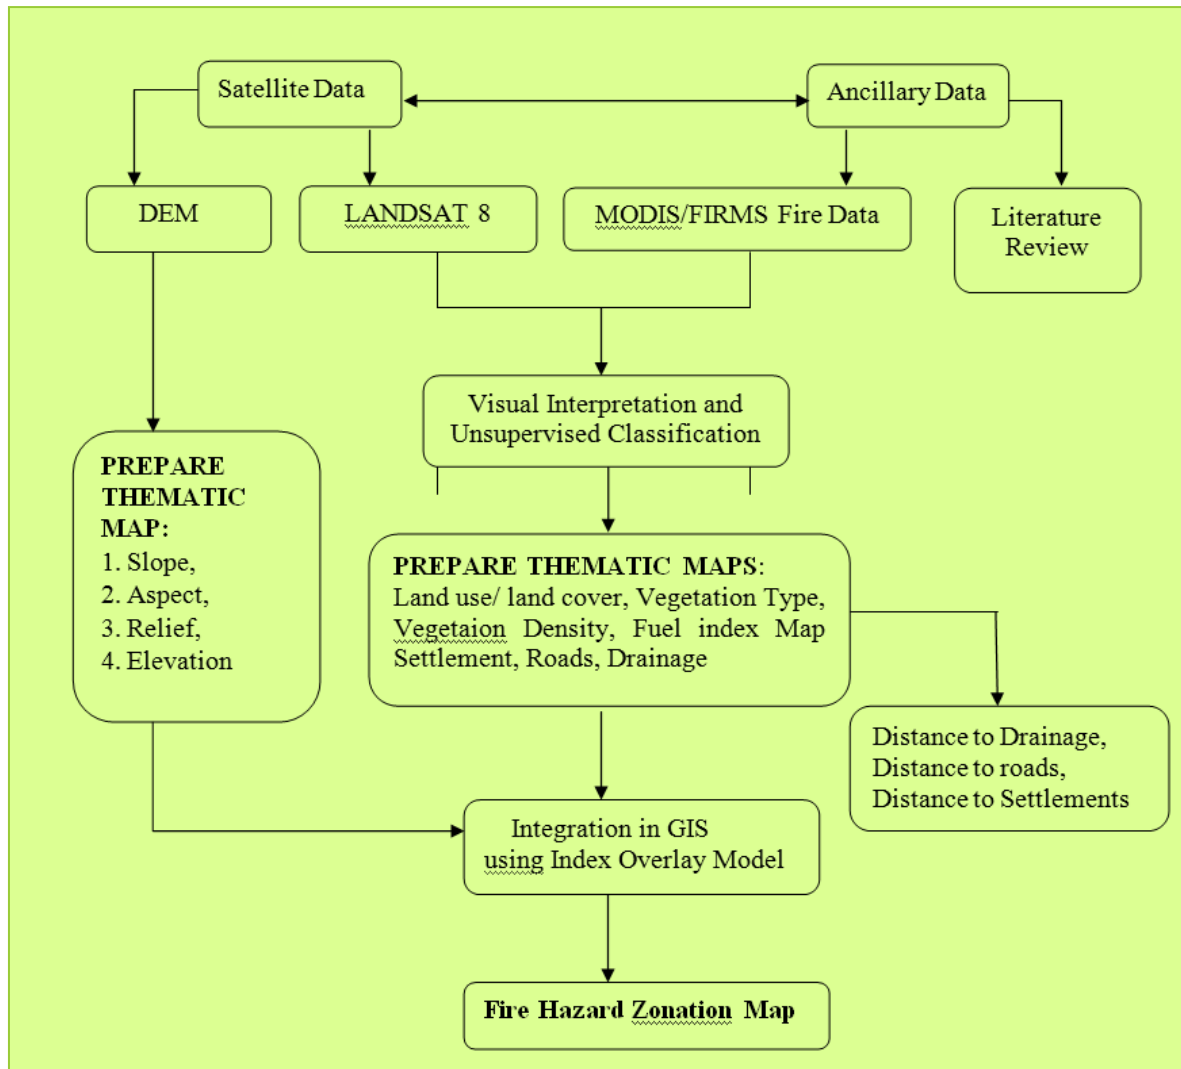 Satellite Data
Ancillary Data
DEM
LANDSAT 8
MODIS/FIRMS Fire Data
Literature
Review
Visual Interpretation and
Unsupervised Classification
PREPARE
THEMATIC
MAP:
1. Slope,
2. Aspect,
3. Relief,
4. Elevation
PREPARE THEMATIC MAPS:
Land use/ land cover, Vegetation Type,
Vegetaion Density, Fuel index Map
Settlement, Roads, Drainage
Distance to Drainage,
Distance to roads,
Distance to Settlements
Integration in GIS
using Index Overlay Model
Fire Hazard Zonation Map